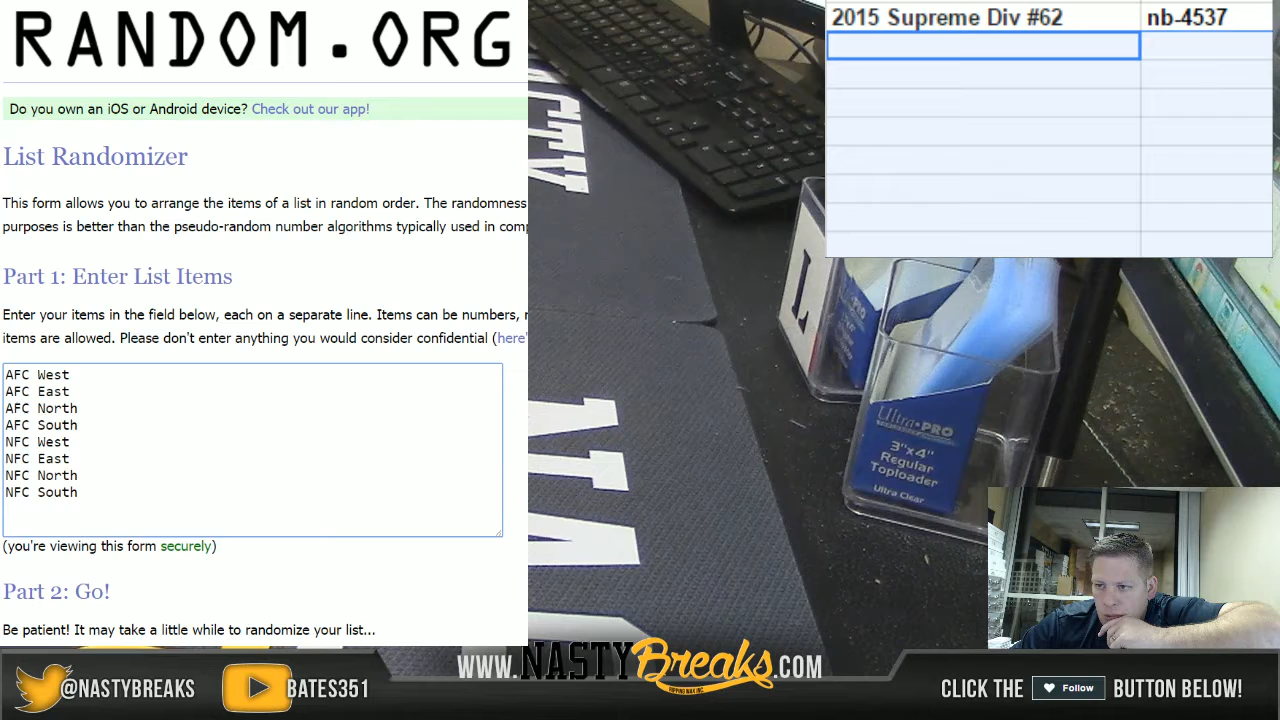 RANDOM.ORG
Do you own an iOS or Android device? Check out our app!
List Randomizer
This form allows you to arrange the items of a list in random order. The randomness
purposes is better than the pseudo-random number algorithms typically used in
Part 1: Enter List Items
Enter your items in the field below, each on a separate line. Items can be numbers,
items are allowed. Please don't enter anything you would consider confidential (here'
AFC West
AFC East
AFC North
AFC South
NFC West
NFC East
NFC North
NFC South
(you're viewing this form securely)
Part 2: Go!
Be patient! It may take a little while to randomize your list...
2015 Supreme Div #62 nb-4537
L
Ultra•PRO
3"x4"
Regular
Toploader
Ultra Clear
@NASTYBREAKS
BATES351
WWW.NASTYBreaks.COM
RIPPING WAX INC.
CLICK THE Follow BUTTON BELOW!